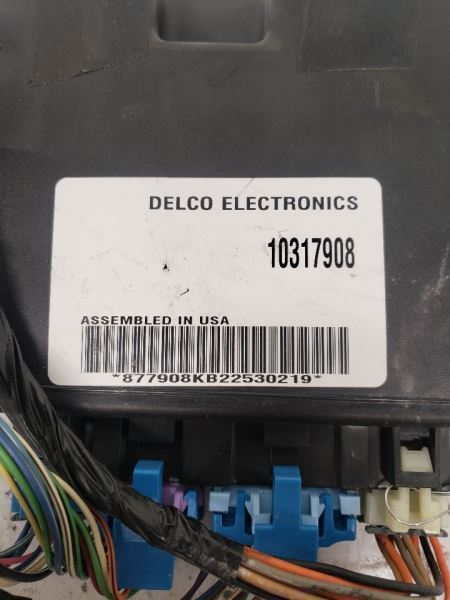 DELCO ELECTRONICS
10317908
ASSEMBLED IN USA
*877908KB22530219*